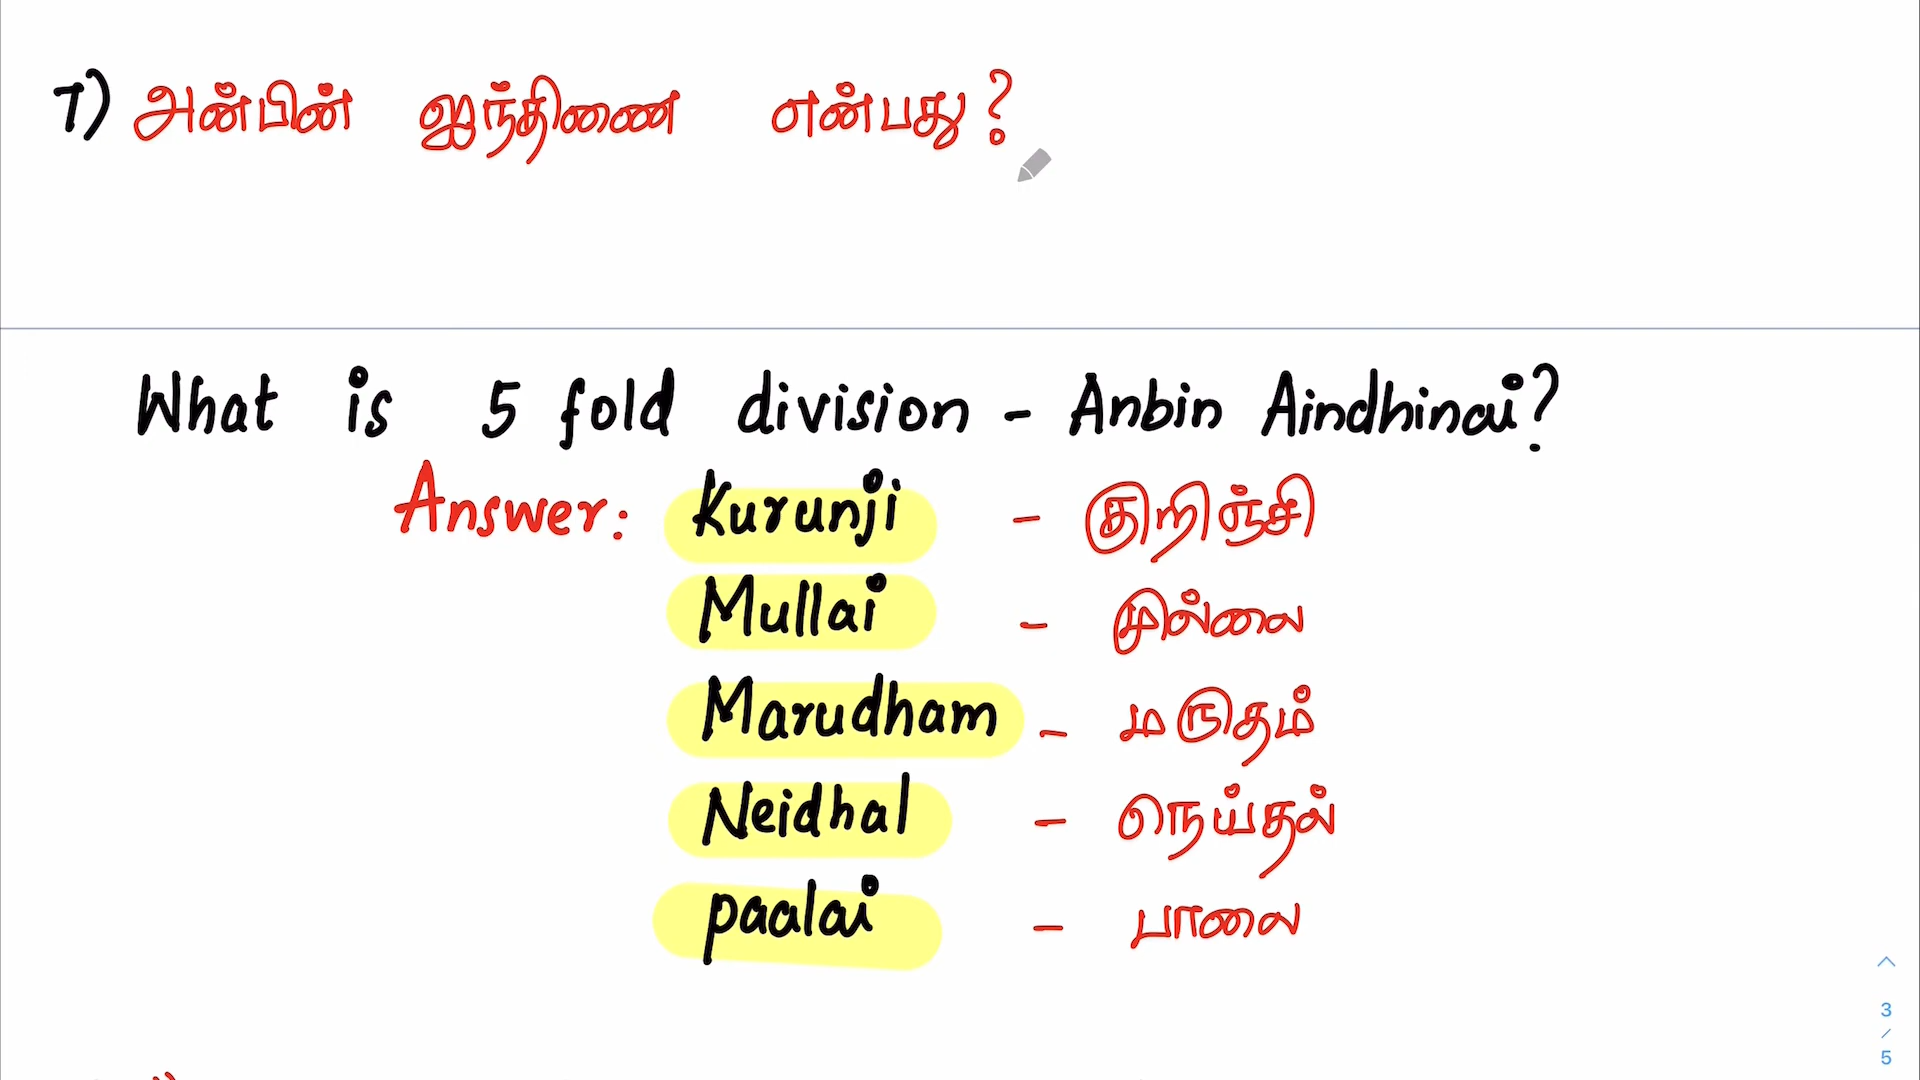 7) அன்பின் ஐந்திணை என்பது?
What is 5 fold division - Anbin Aindhinai?
Answer: Kurunji - குறிஞ்சி
Mullai - முல்லை
Marudham - மருதம்
Neidhal - நெய்தல்
paalai - பாலை
3
/
5